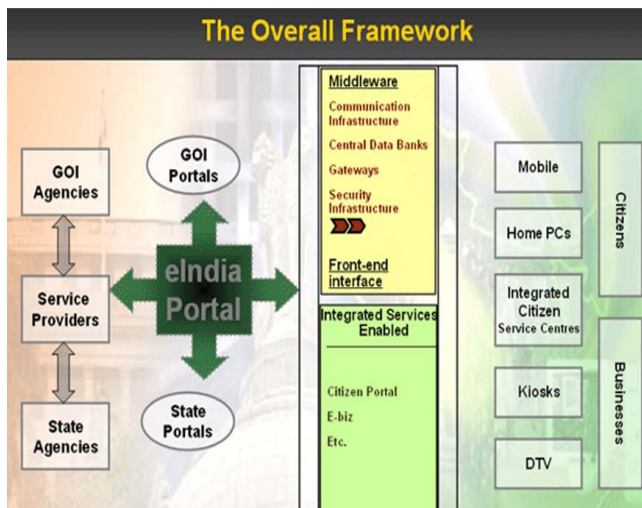 The Overall Framework
GOI
Agencies
Service
Providers
State
Agencies
GOI
Portals
eIndia
Portal
State
Portals
Middleware
Communication
Infrastructure
Central Data Banks
Gateways
Security
Infrastructure
Front-end
interface
Integrated Services
Enabled
Citizen Portal
E-biz
Etc.
Mobile
Home PCs
Integrated
Citizen
Service Centres
Kiosks
DTV
Citizens
Businesses